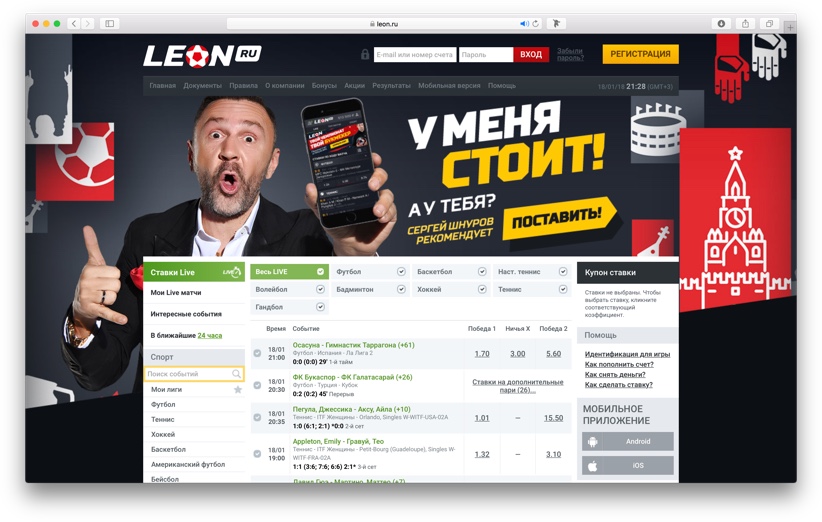 leon.ru
LEON RU
E-mail или номер счета
Пароль
ВХОД
Забыли
пароль?
РЕГИСТРАЦИЯ
Главная Документы Правила О компании Бонусы Акции Результаты Мобильная версия Помощь
18/01/18 21:28 (GMT+3)
У МЕНЯ
СТОИТ!
А У ТЕБЯ?
СЕРГЕЙ ШНУРОВ
РЕКОМЕНДУЕТ
ПОСТАВИТЬ!
Ставки Live
LIVE
Мои Live матчи
Интересные события
В ближайшие 24 часа
Спорт
Поиск событий
Мои лиги
Футбол
Теннис
Хоккей
Баскетбол
Американский футбол
Бейсбол
Весь LIVE Футбол Баскетбол Наст. теннис
Волейбол Бадминтон Хоккей Теннис
Гандбол
Время Событие Победа 1 Ничья X Победа 2
18/01
21:00
Осасуна - Гимнастик Таррагона (+61)
Футбол - Испания - Ла Лига 2
0:0 (0:0) 29' 1-й тайм
1.70 3.00 5.60
18/01
20:30
ФК Букаспор - ФК Галатасарай (+26)
Футбол - Турция - Кубок
0:2 (0:2) 45' Перерыв
Ставки на дополнительные
пари (26)...
18/01
20:35
Пегула, Джессика - Аксу, Айла (+10)
Теннис - ITF Женщины - Orlando, Singles W-WITF-USA-02A
1:0 (6:1; 2:1) *0:0 2-й сет
1.01 – 15.50
18/01
19:00
Appleton, Emily - Гравуй, Тео
Теннис - ITF Женщины - Petit-Bourg (Guadeloupe), Singles W-
WITF-FRA-02A
1:1 (3:6; 7:6; 6:6) 2:1* 3-й сет
1.32 – 3.10
Купон ставки
Ставки не выбраны. Чтобы
выбрать ставку, кликните
соответствующий
коэффициент.
Помощь
Идентификация для игры
Как пополнить счет?
Как снять деньги?
Как сделать ставку?
МОБИЛЬНОЕ
ПРИЛОЖЕНИЕ
Android
iOS